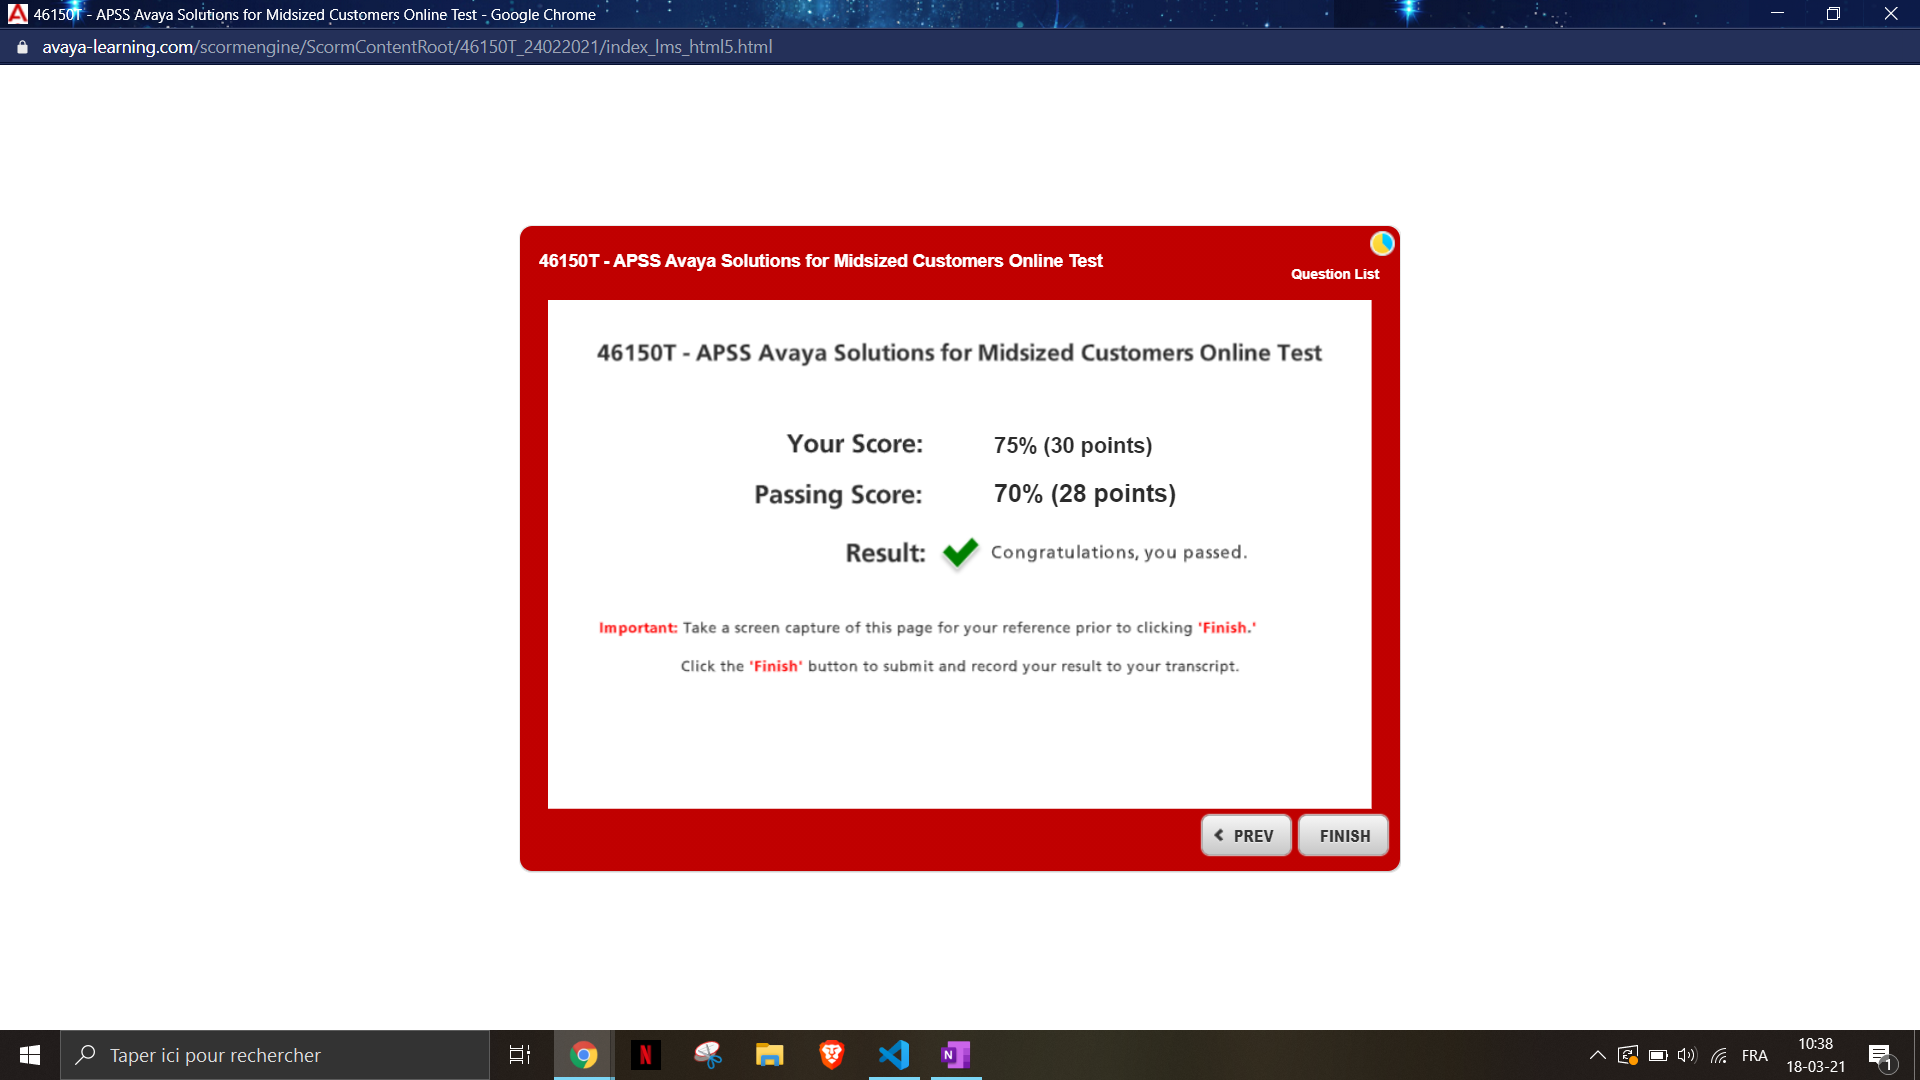 46150T - APSS Avaya Solutions for Midsized Customers Online Test - Google Chrome
avaya-learning.com/scormengine/ScormContentRoot/46150T_24022021/index_lms_html5.html
46150T - APSS Avaya Solutions for Midsized Customers Online Test
Question List
46150T - APSS Avaya Solutions for Midsized Customers Online Test
Your Score: 75% (30 points)
Passing Score: 70% (28 points)
Result: Congratulations, you passed.
Important: Take a screen capture of this page for your reference prior to clicking 'Finish.'
Click the 'Finish' button to submit and record your result to your transcript.
PREV FINISH
Taper ici pour rechercher
N
N
FRA
10:38
18-03-21
1